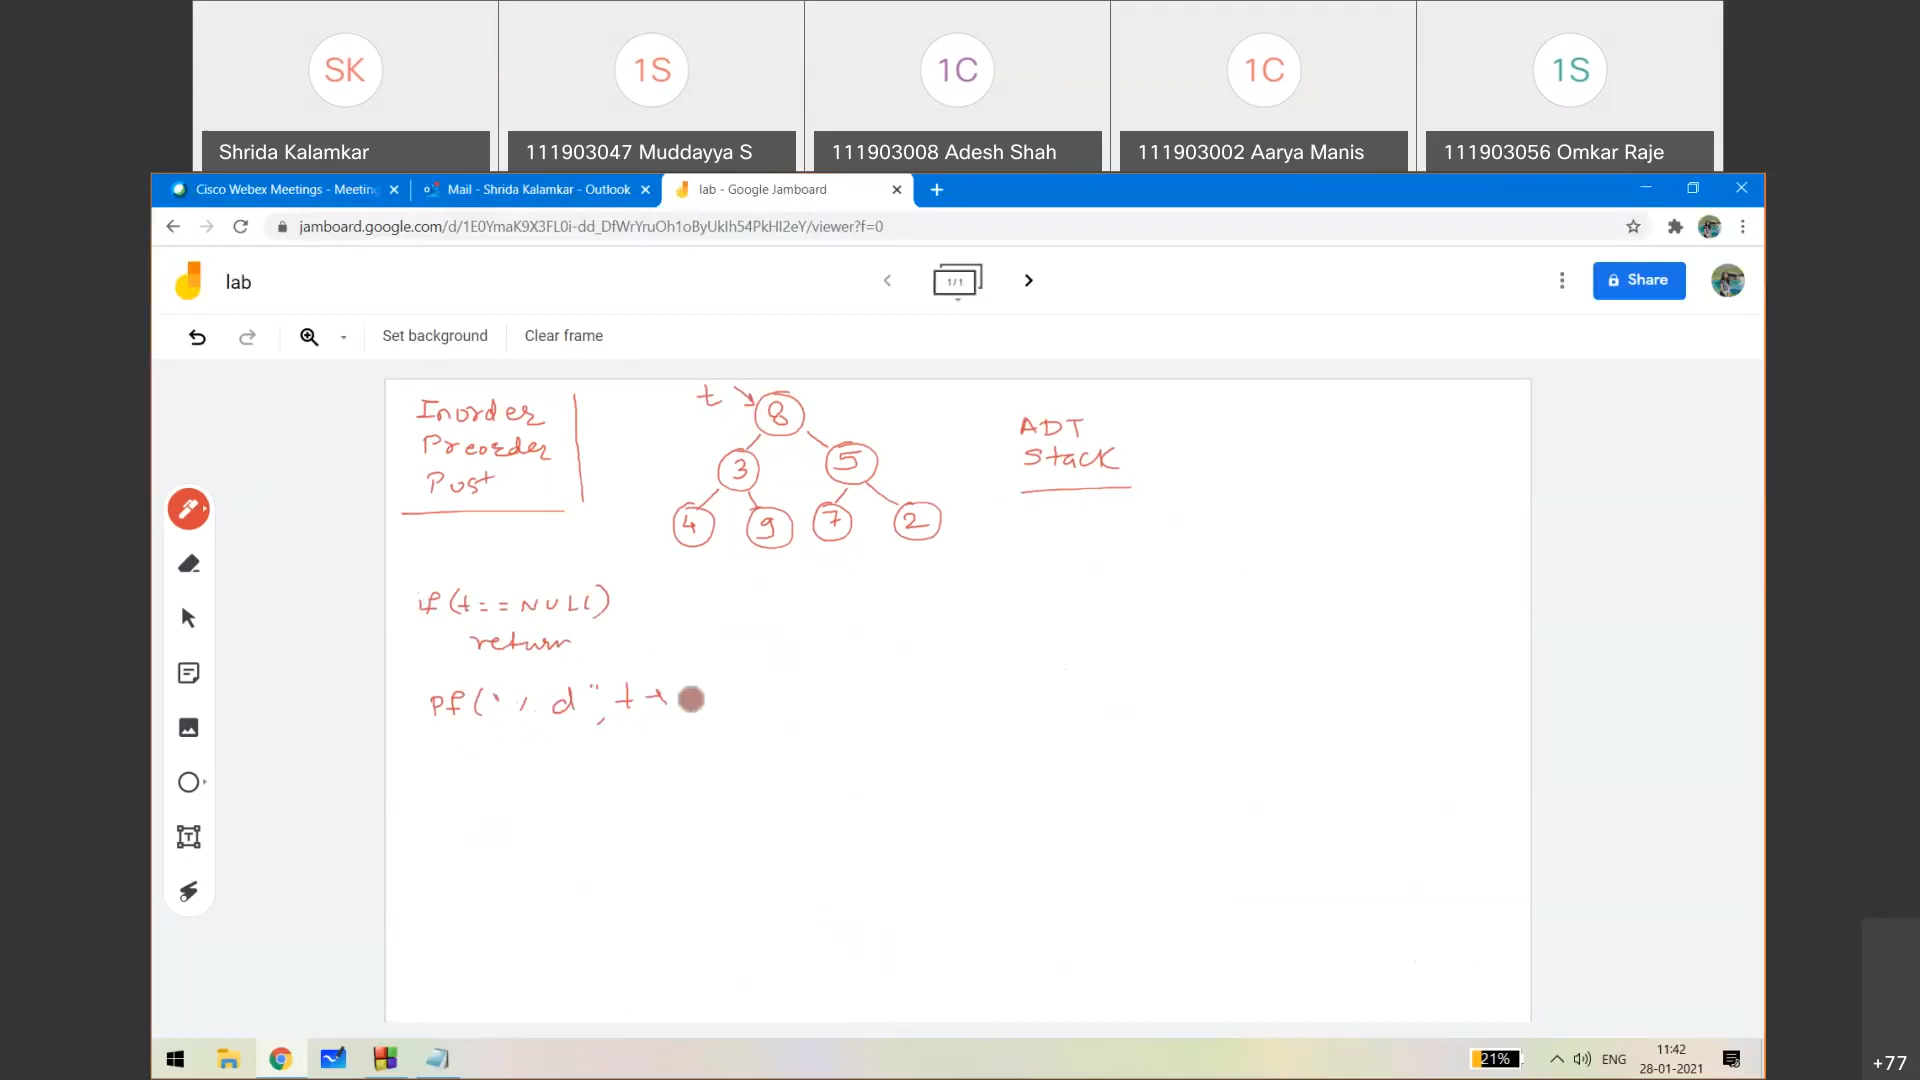 SK
1S
1C
1C
1S
Shrida Kalamkar
111903047 Muddayya S
111903008 Adesh Shah
111903002 Aarya Manis
111903056 Omkar Raje
Cisco Webex Meetings - Meeting
Mail - Shrida Kalamkar - Outlook
lab - Google Jamboard
jamboard.google.com/d/1E0YmaK9X3FL0i-dd_DfWrYruOh1oByUkIh54PkHI2eY/viewer?f=0
lab
1/1
Share
Set background
Clear frame
Inorder
Preorder
Post
t
8
3
5
4
9
7
2
ADT
Stack
if (t == NULL)
return
Pf("%d", t→
T
21%
ENG
11:42
28-01-2021
+77